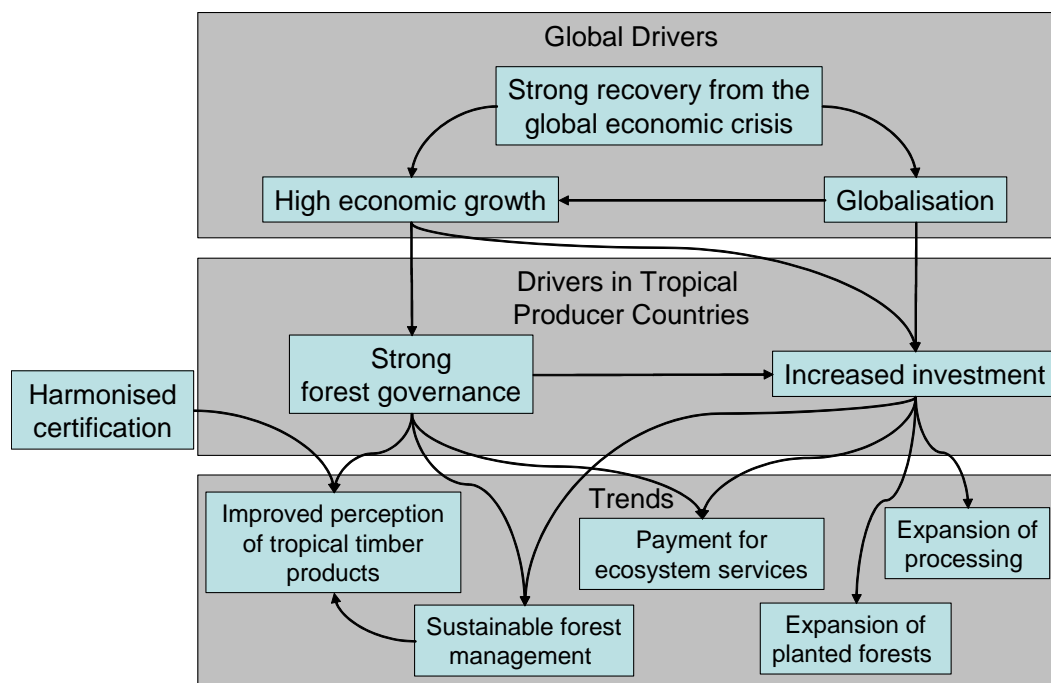 Global Drivers
Strong recovery from the
global economic crisis
High economic growth
Globalisation
Drivers in Tropical
Producer Countries
Strong
forest governance
Increased investment
Harmonised
certification
Trends
Improved perception
of tropical timber
products
Payment for
ecosystem services
Expansion of
processing
Sustainable forest
management
Expansion of
planted forests